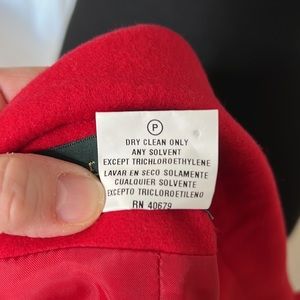 P
DRY CLEAN ONLY
ANY SOLVENT
EXCEPT TRICHLOROETHYLENE
LAVAR EN SECO SOLAMENTE
CUALQUIER SOLVENTE
EXCEPTO TRICLOROETILENO
RN 40679